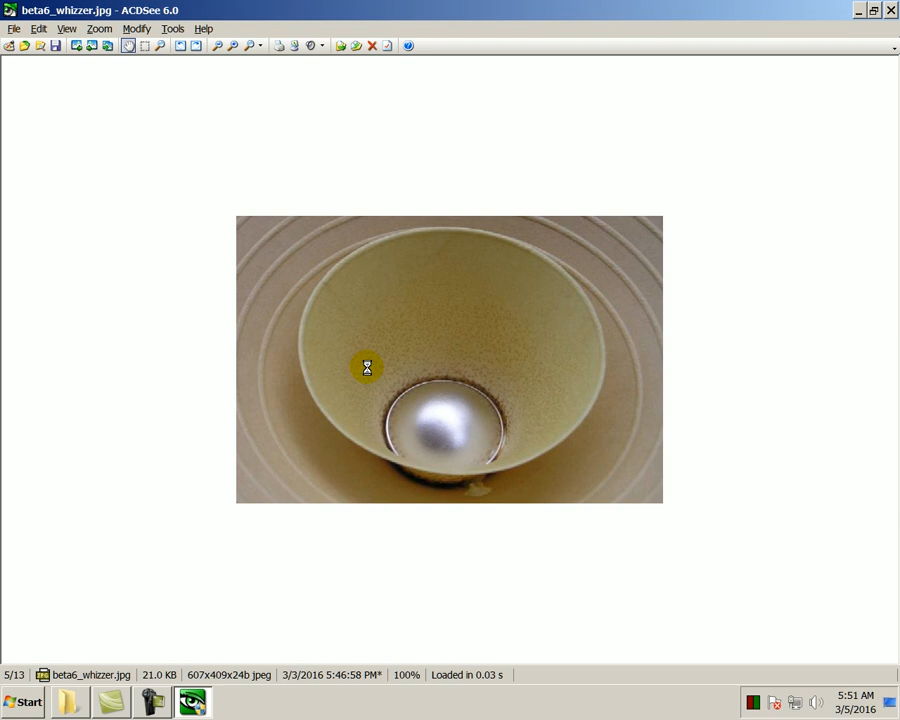 beta6_whizzer.jpg - ACDSee 6.0
File Edit View Zoom Modify Tools Help
5/13 beta6_whizzer.jpg 21.0 KB 607x409x24b jpeg 3/3/2016 5:46:58 PM* 100% Loaded in 0.03 s
Start
5:51 AM
3/5/2016